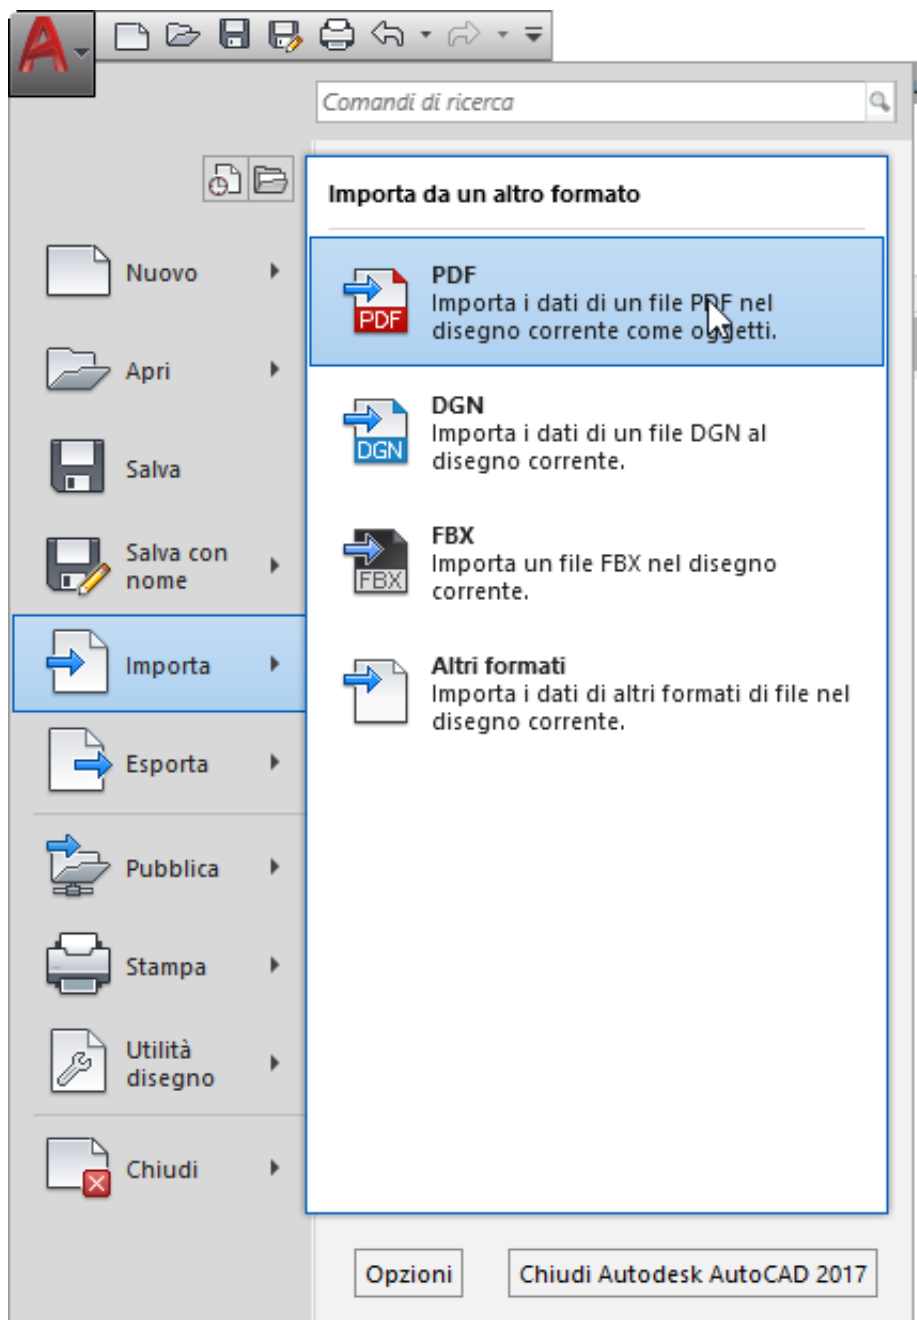 Comandi di ricerca
Importa da un altro formato
Nuovo
Apri
Salva
Salva con
nome
Importa
Esporta
Pubblica
Stampa
Utilità
disegno
Chiudi
PDF
PDF
Importa i dati di un file PDF nel
disegno corrente come oggetti.
DGN
DGN
Importa i dati di un file DGN al
disegno corrente.
FBX
FBX
Importa un file FBX nel disegno
corrente.
Altri formati
Importa i dati di altri formati di file nel
disegno corrente.
Opzioni
Chiudi Autodesk AutoCAD 2017